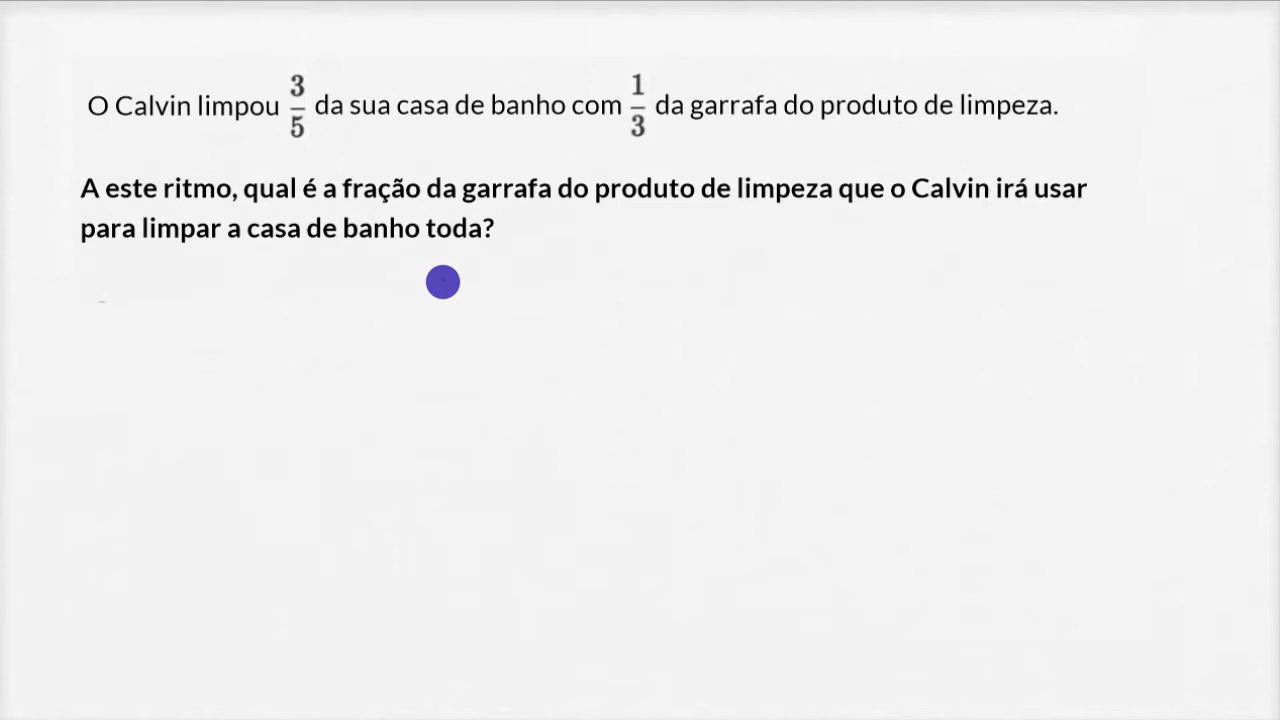 O Calvin limpou 3/5 da sua casa de banho com 1/3 da garrafa do produto de limpeza.
A este ritmo, qual é a fração da garrafa do produto de limpeza que o Calvin irá usar
para limpar a casa de banho toda?